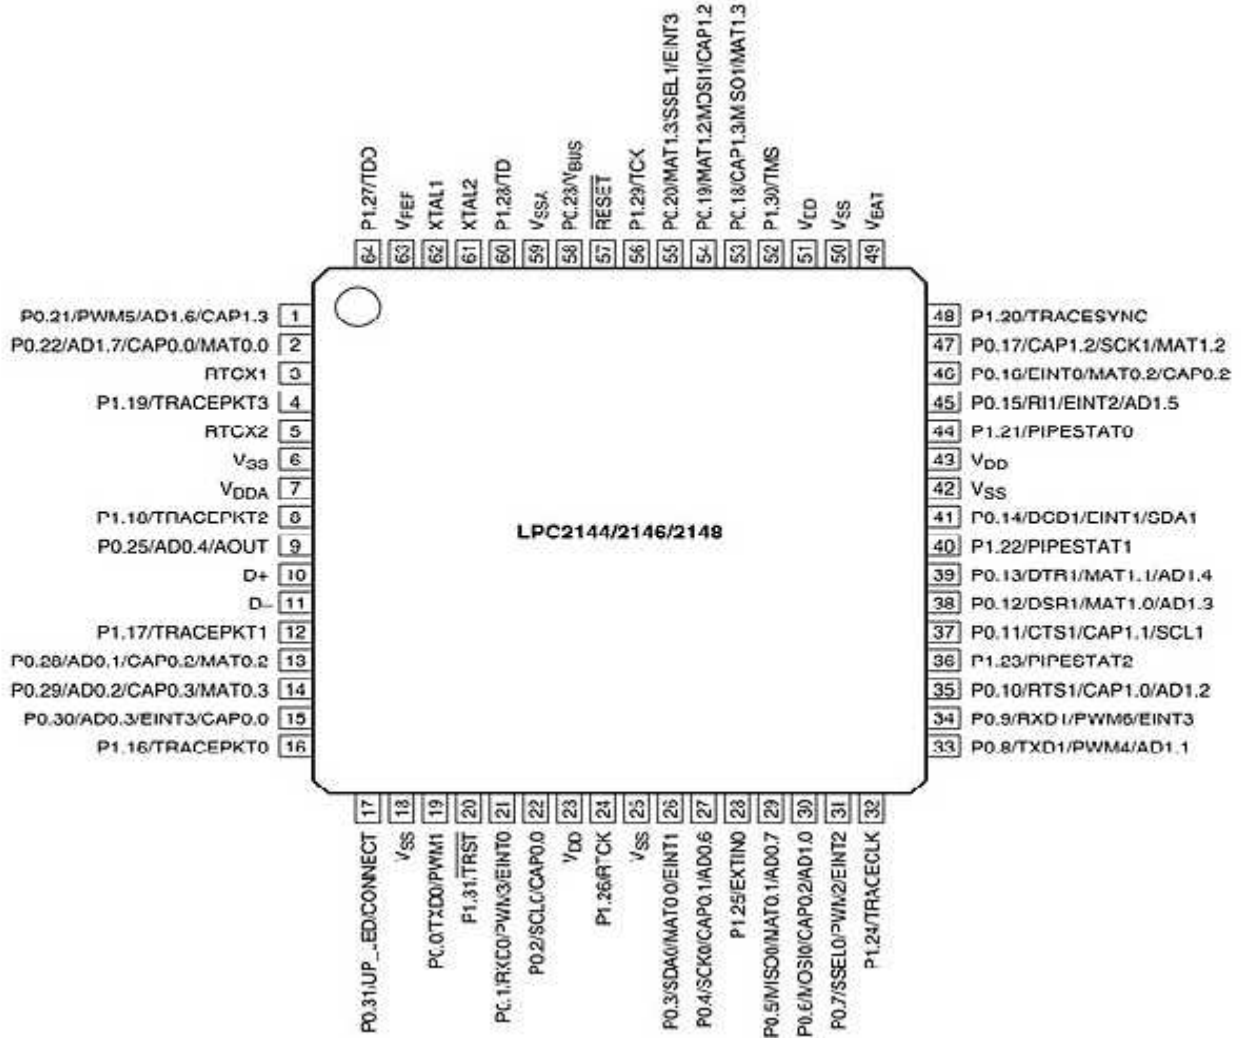 P1.27/TDO
VREF
XTAL1
XTAL2
P1.28/TD
VSSA
P0.23/VBUS
RESET
P1.29/TCK
P0.20/MAT1.3/SSEL1/EINT3
P0.19/MAT1.2/MOSI1/CAP1.2
P0.18/CAP1.3/MISO1/MAT1.3
P1.30/TMS
VDD
VSS
VBAT
64 63 62 61 60 59 58 57 56 55 54 53 52 51 50 49
P0.21/PWM5/AD1.6/CAP1.3 1
P0.22/AD1.7/CAP0.0/MAT0.0 2
RTCX1 3
P1.19/TRACEPKT3 4
RTCX2 5
VSS 6
VDDA 7
P1.18/TRACEPKT2 8
P0.25/AD0.4/AOUT 9
D+ 10
D– 11
P1.17/TRACEPKT1 12
P0.28/AD0.1/CAP0.2/MAT0.2 13
P0.29/AD0.2/CAP0.3/MAT0.3 14
P0.30/AD0.3/EINT3/CAP0.0 15
P1.16/TRACEPKT0 16
LPC2144/2146/2148
48 P1.20/TRACESYNC
47 P0.17/CAP1.2/SCK1/MAT1.2
46 P0.16/EINT0/MAT0.2/CAP0.2
45 P0.15/RI1/EINT2/AD1.5
44 P1.21/PIPESTAT0
43 VDD
42 VSS
41 P0.14/DCD1/EINT1/SDA1
40 P1.22/PIPESTAT1
39 P0.13/DTR1/MAT1.1/AD1.4
38 P0.12/DSR1/MAT1.0/AD1.3
37 P0.11/CTS1/CAP1.1/SCL1
36 P1.23/PIPESTAT2
35 P0.10/RTS1/CAP1.0/AD1.2
34 P0.9/RXD1/PWM6/EINT3
33 P0.8/TXD1/PWM4/AD1.1
17 18 19 20 21 22 23 24 25 26 27 28 29 30 31 32
P0.31/UP_LED/CONNECT
VSS
P0.0/TXD0/PWM1
P1.31/TRST
P0.1/RXD0/PWM3/EINT0
P0.2/SCL0/CAP0.0
VDD
P1.26/RTCK
VSS
P0.3/SDA0/MAT0.0/EINT1
P0.4/SCK0/CAP0.1/AD0.6
P1.25/EXTIN0
P0.5/MISO0/MAT0.1/AD0.7
P0.6/MOSI0/CAP0.2/AD1.0
P0.7/SSEL0/PWM2/EINT2
P1.24/TRACECLK